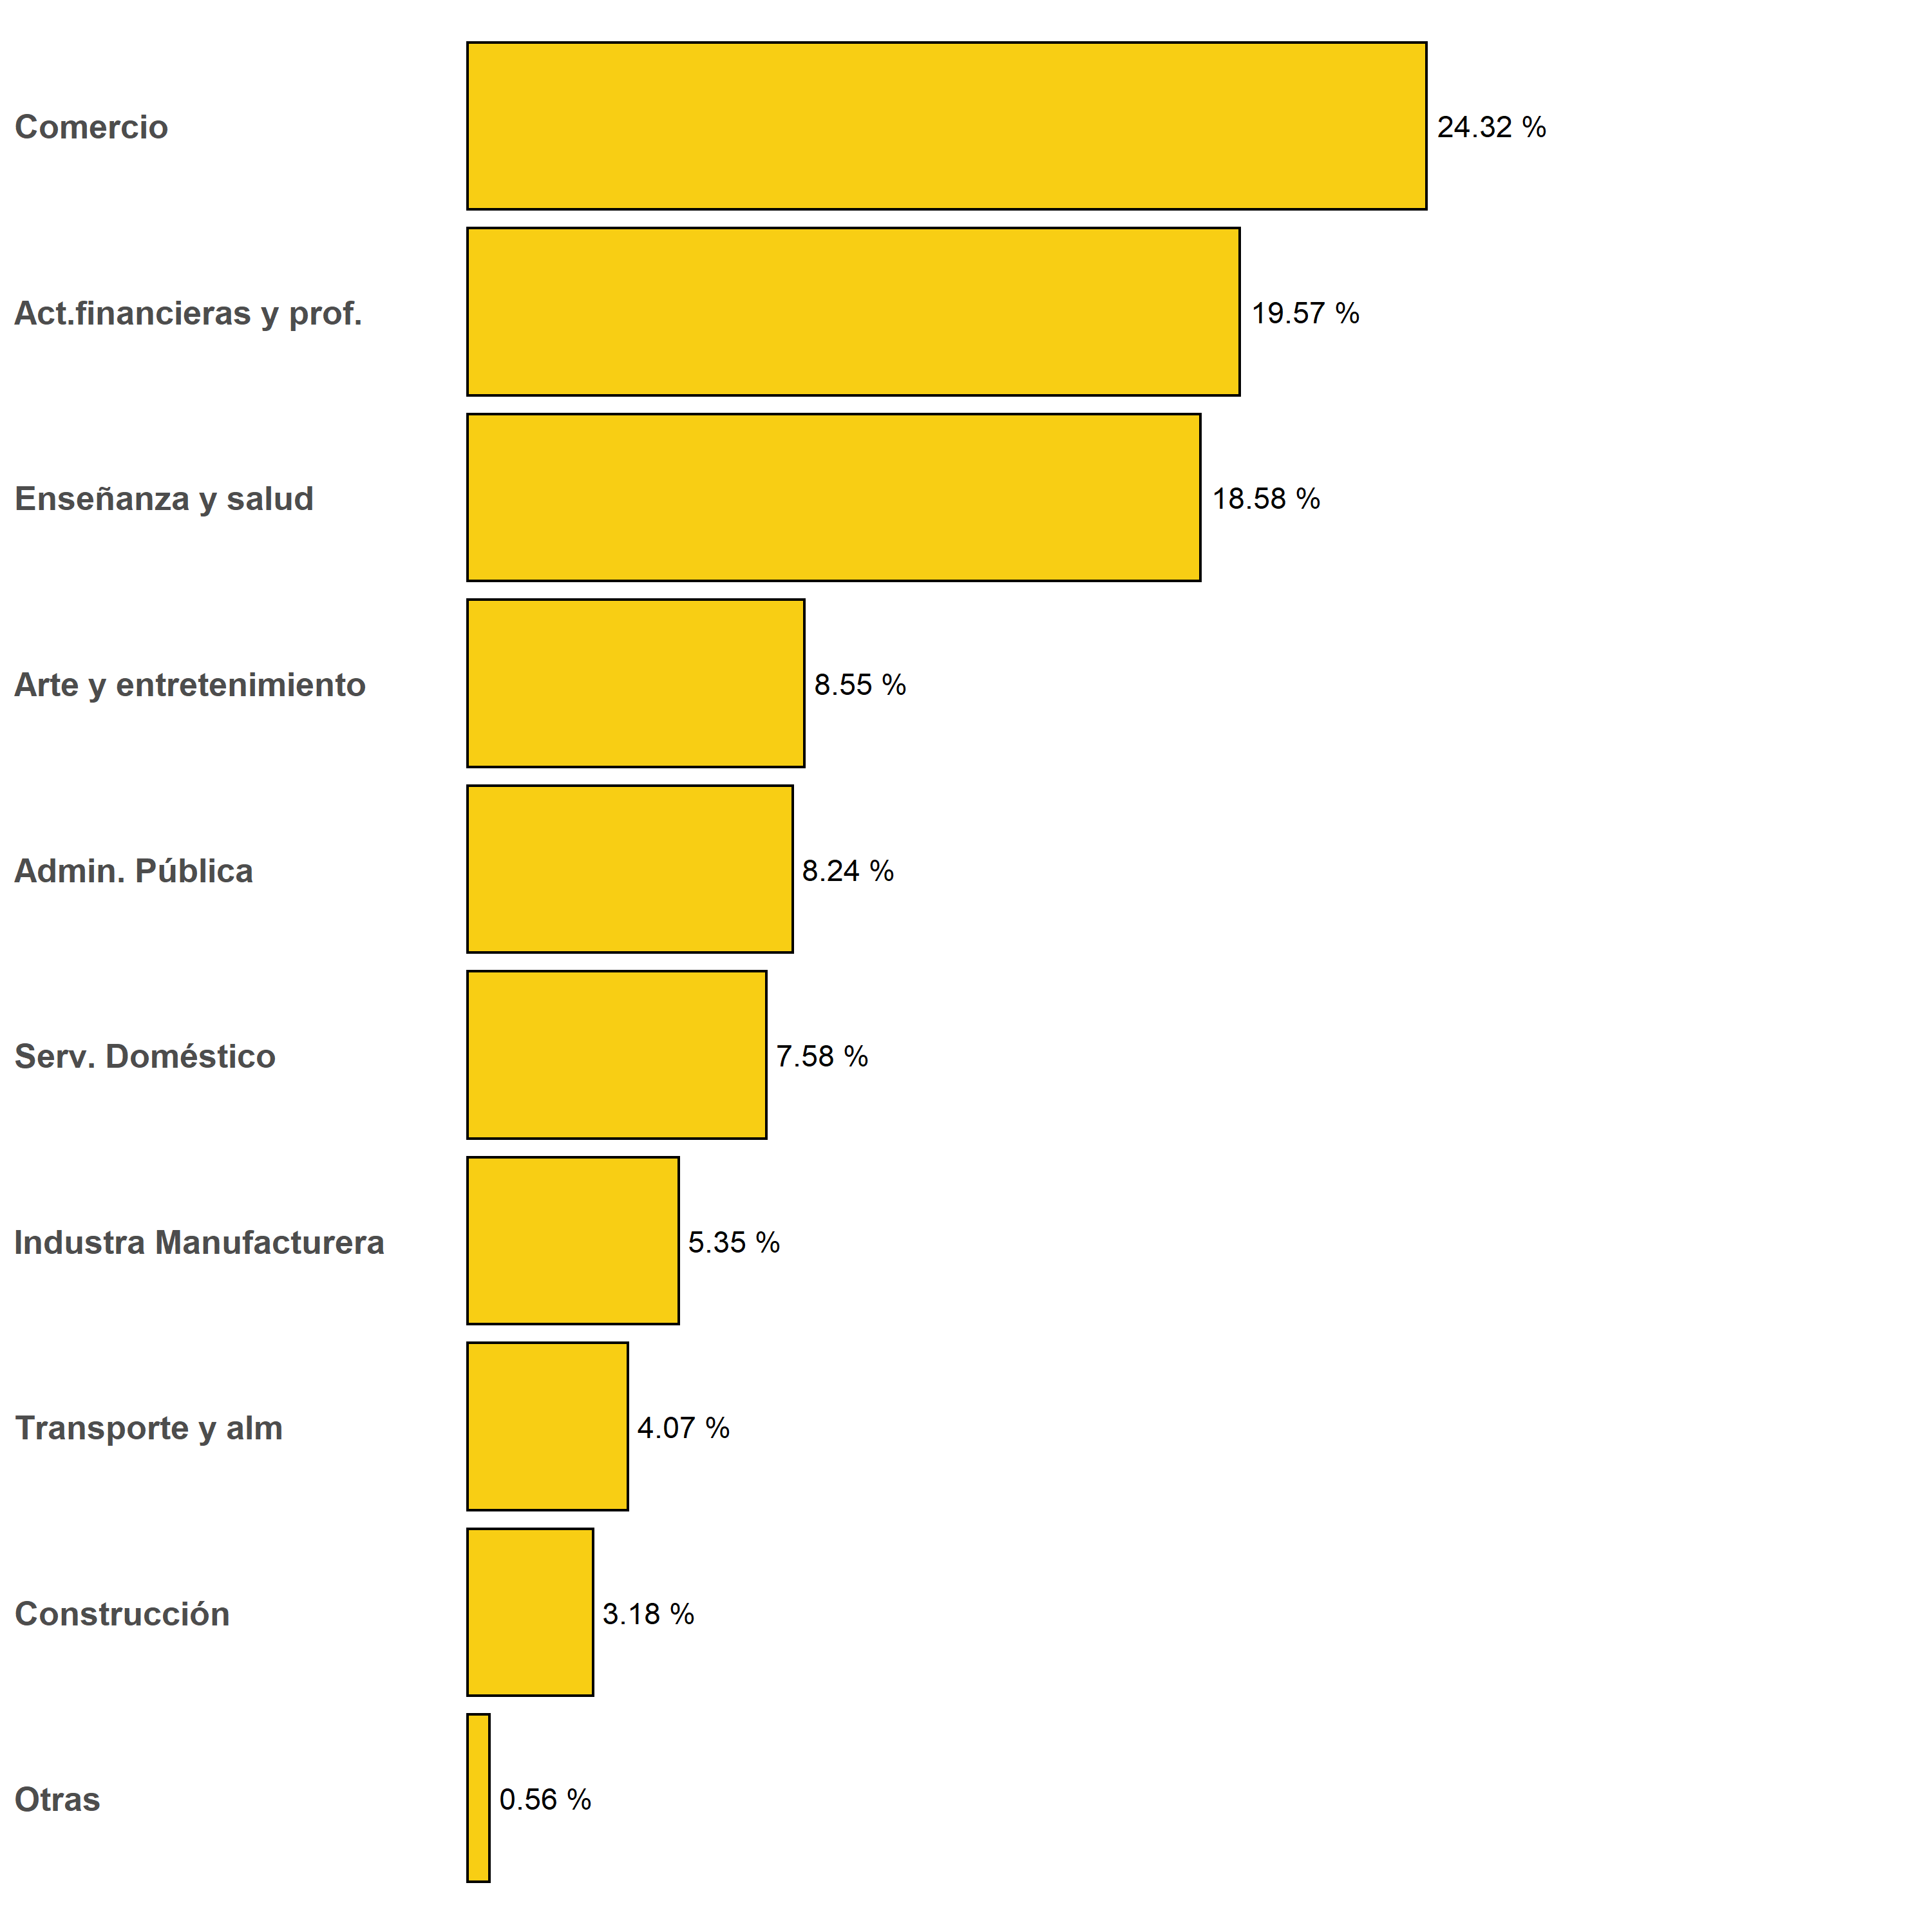 Comercio 24.32 %
Act.financieras y prof. 19.57 %
Enseñanza y salud 18.58 %
Arte y entretenimiento 8.55 %
Admin. Pública 8.24 %
Serv. Doméstico 7.58 %
Industra Manufacturera 5.35 %
Transporte y alm 4.07 %
Construcción 3.18 %
Otras 0.56 %